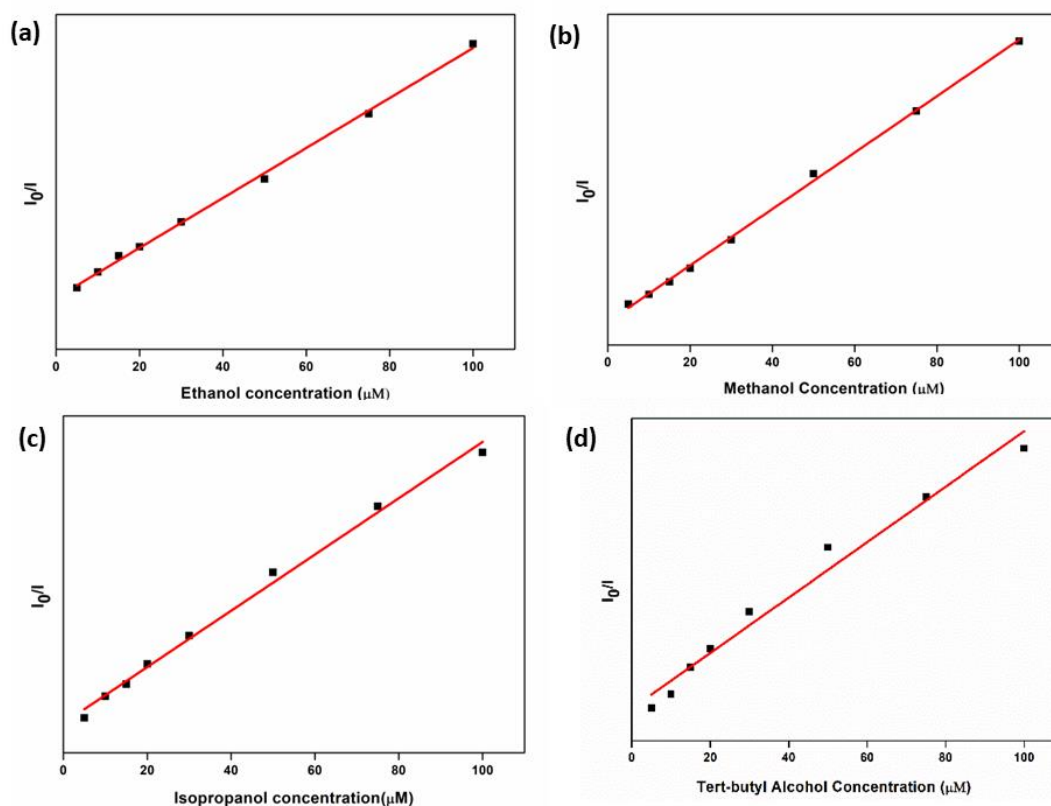 (a)
I0/I
0 20 40 60 80 100
Ethanol concentration (μM)
(b)
I0/I
0 20 40 60 80 100
Methanol Concentration (μM)
(c)
I0/I
0 20 40 60 80 100
Isopropanol concentration(μM)
(d)
I0/I
0 20 40 60 80 100
Tert-butyl Alcohol Concentration (μM)